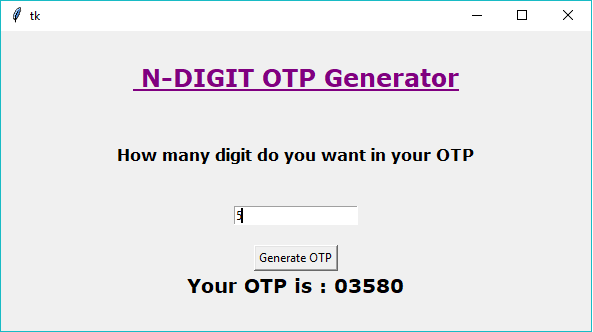 tk
N-DIGIT OTP Generator
How many digit do you want in your OTP
5
Generate OTP
Your OTP is : 03580